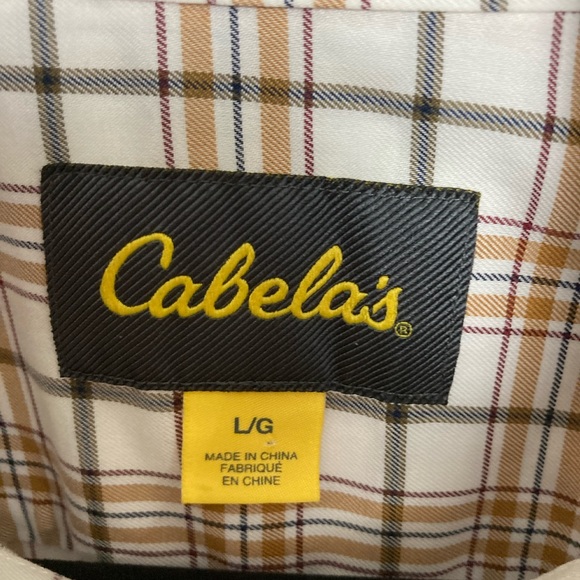 Cabela's®
L/G
MADE IN CHINA
FABRIQUÉ
EN CHINE